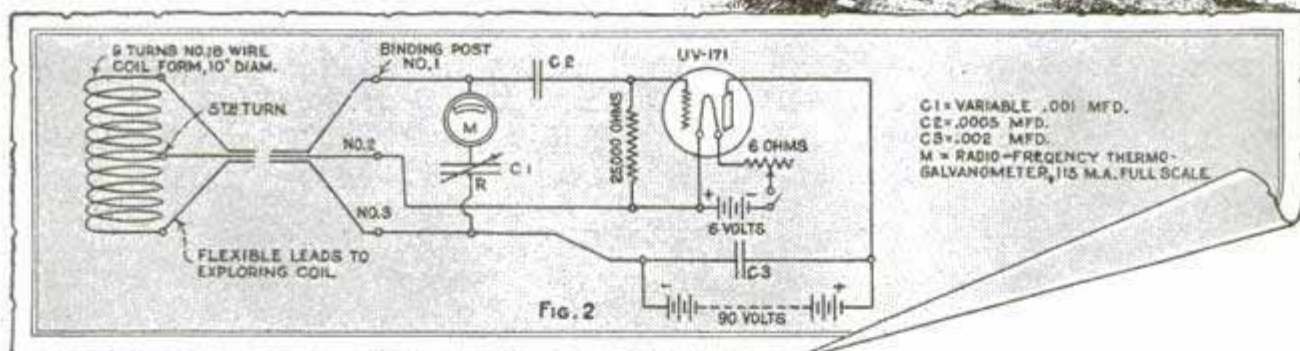 9 TURNS NO.18 WIRE
COIL FORM, 10" DIAM.
5TH TURN
FLEXIBLE LEADS TO
EXPLORING COIL
BINDING POST
NO.1
NO.2
NO.3
M
C1
R
C2
25,000 OHMS
UV-171
6 OHMS
+ -
6 VOLTS
C3
- +
90 VOLTS
FIG. 2
C1 = VARIABLE .001 MFD.
C2 = .0005 MFD.
C3 = .002 MFD.
M = RADIO-FREQENCY THERMO-
GALVANOMETER, 115 M.A. FULL SCALE